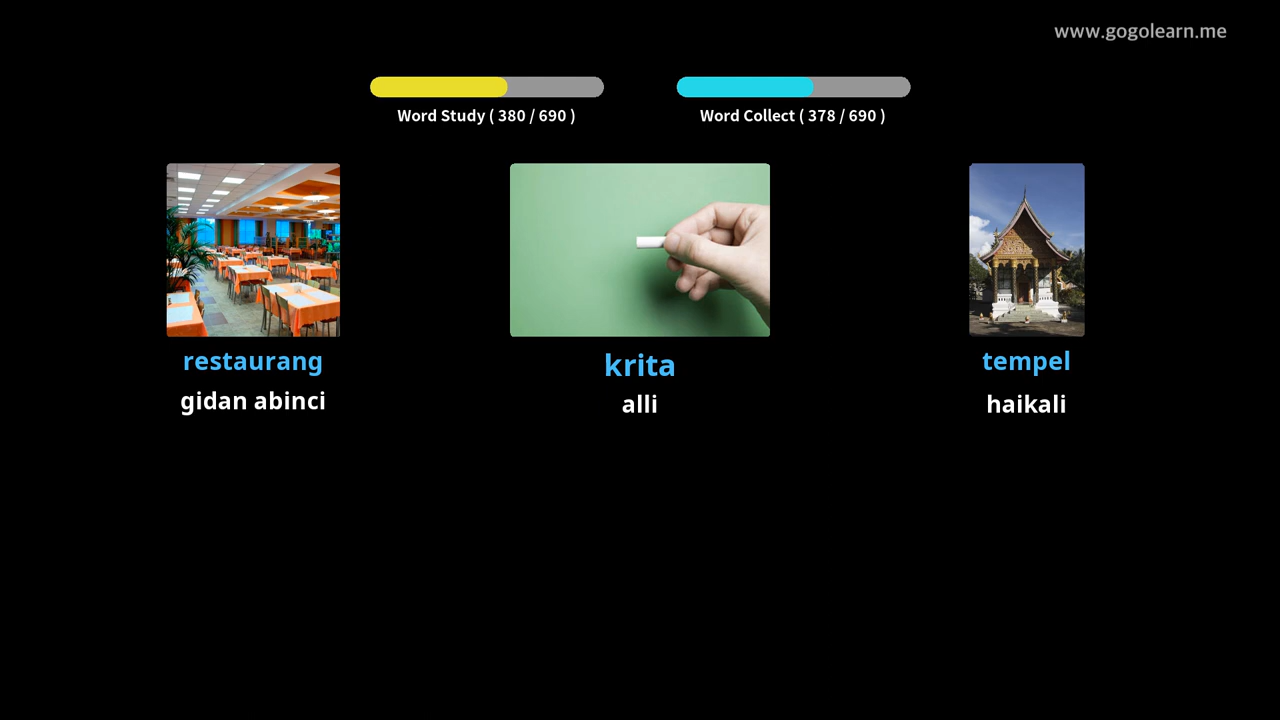 www.gogolearn.me
Word Study ( 380 / 690 )
Word Collect ( 378 / 690 )
restaurang
gidan abinci
krita
alli
tempel
haikali